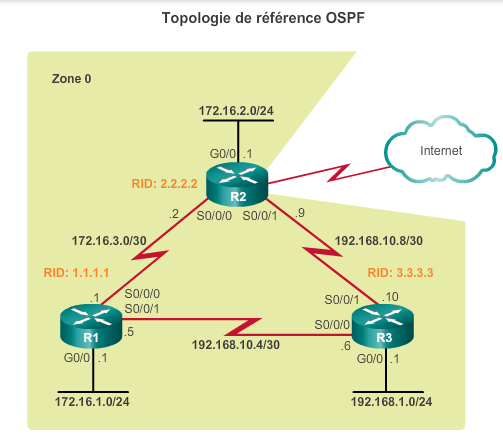 Topologie de référence OSPF
Zone 0
172.16.2.0/24
G0/0 .1
Internet
RID: 2.2.2.2
R2
.2 S0/0/0 S0/0/1 .9
172.16.3.0/30
192.168.10.8/30
RID: 1.1.1.1
RID: 3.3.3.3
.1 S0/0/0
S0/0/1 .10
S0/0/1
R1
.5
S0/0/0
R3
192.168.10.4/30
.6
G0/0 .1
G0/0 .1
172.16.1.0/24
192.168.1.0/24